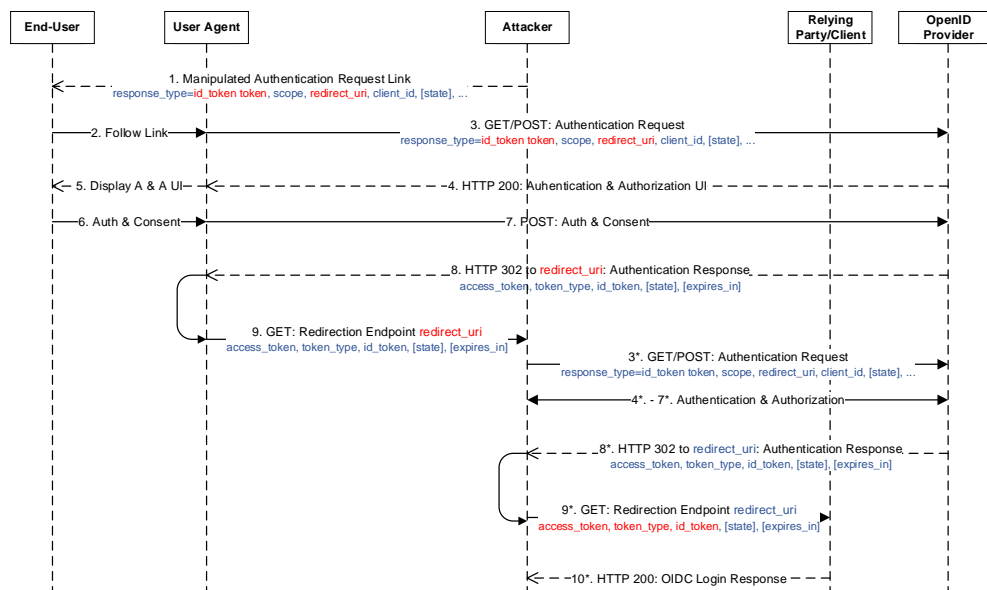 End-User
User Agent
Attacker
Relying
Party/Client
OpenID
Provider
1. Manipulated Authentication Request Link
response_type=id_token token, scope, redirect_uri, client_id, [state], ...
2. Follow Link
3. GET/POST: Authentication Request
response_type=id_token token, scope, redirect_uri, client_id, [state], ...
5. Display A & A UI
4. HTTP 200: Auhentication & Authorization UI
6. Auth & Consent
7. POST: Auth & Consent
8. HTTP 302 to redirect_uri: Authentication Response
access_token, token_type, id_token, [state], [expires_in]
9. GET: Redirection Endpoint redirect_uri
access_token, token_type, id_token, [state], [expires_in]
3*. GET/POST: Authentication Request
response_type=id_token token, scope, redirect_uri, client_id, [state], ...
4*. - 7*. Authentication & Authorization
8*. HTTP 302 to redirect_uri: Authentication Response
access_token, token_type, id_token, [state], [expires_in]
9*. GET: Redirection Endpoint redirect_uri
access_token, token_type, id_token, [state], [expires_in]
10*. HTTP 200: OIDC Login Response